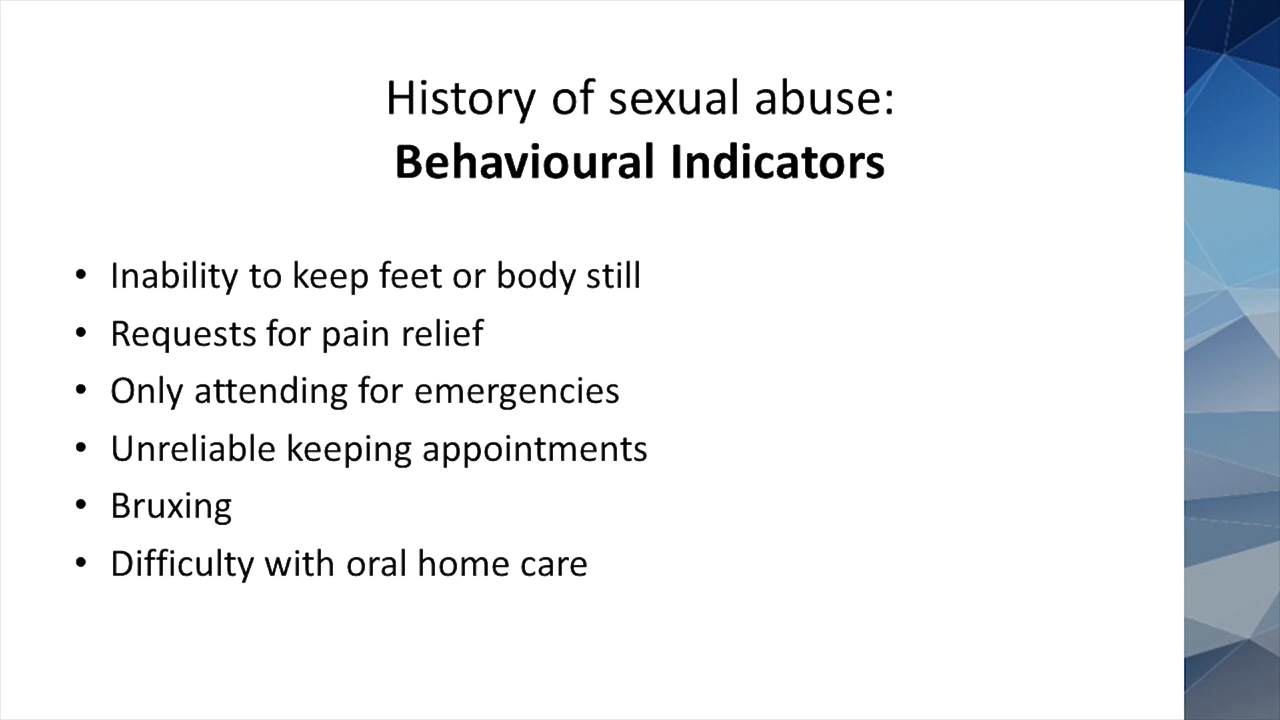 History of sexual abuse:
Behavioural Indicators
• Inability to keep feet or body still
• Requests for pain relief
• Only attending for emergencies
• Unreliable keeping appointments
• Bruxing
• Difficulty with oral home care